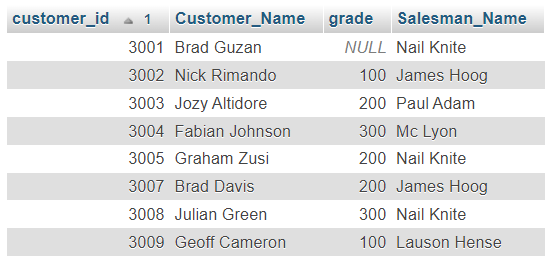 customer_id 1 Customer_Name grade Salesman_Name
3001 Brad Guzan NULL Nail Knite
3002 Nick Rimando 100 James Hoog
3003 Jozy Altidore 200 Paul Adam
3004 Fabian Johnson 300 Mc Lyon
3005 Graham Zusi 200 Nail Knite
3007 Brad Davis 200 James Hoog
3008 Julian Green 300 Nail Knite
3009 Geoff Cameron 100 Lauson Hense